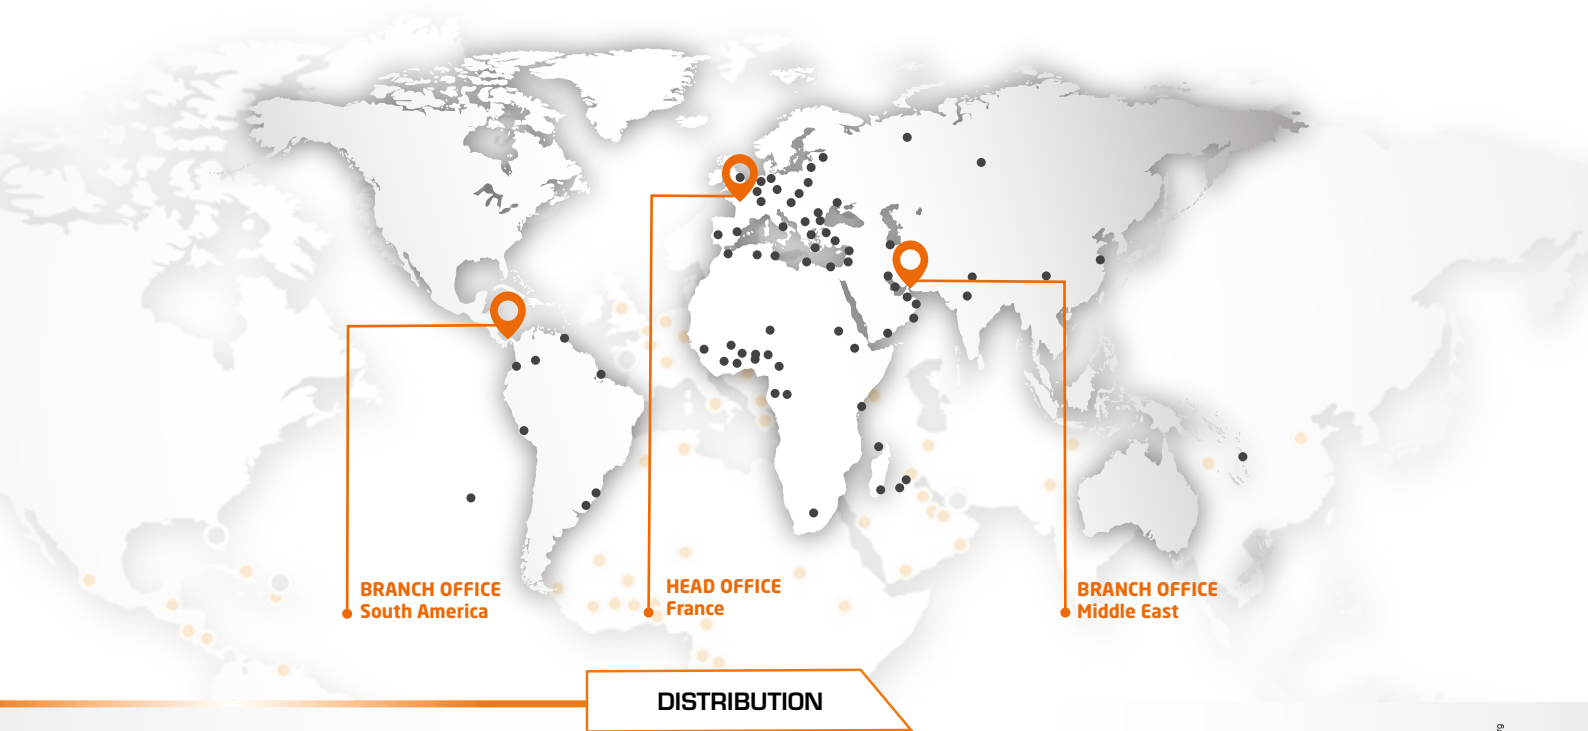 BRANCH OFFICE
South America
HEAD OFFICE
France
BRANCH OFFICE
Middle East
DISTRIBUTION